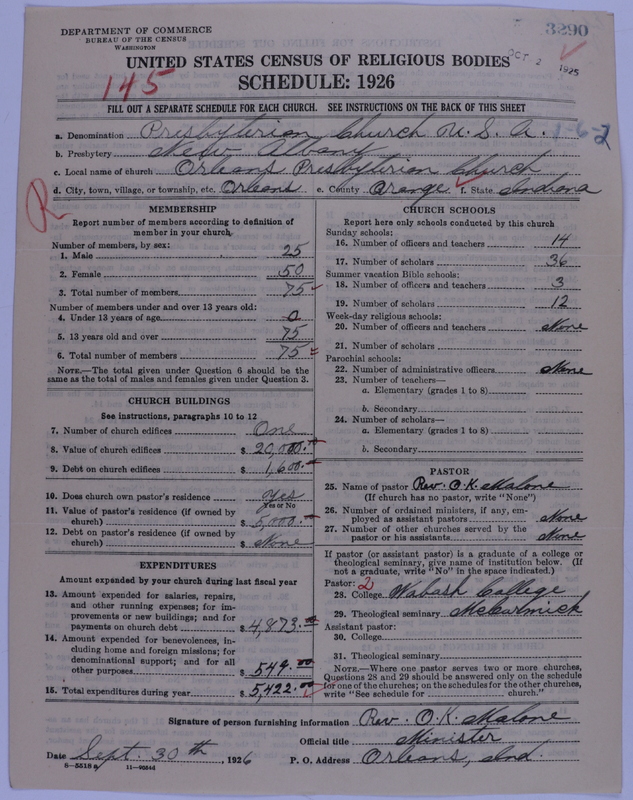 DEPARTMENT OF COMMERCE
BUREAU OF THE CENSUS
WASHINGTON
3290
OCT 2 1925
UNITED STATES CENSUS OF RELIGIOUS BODIES
145
SCHEDULE: 1926
FILL OUT A SEPARATE SCHEDULE FOR EACH CHURCH. SEE INSTRUCTIONS ON THE BACK OF THIS SHEET
a. Denomination Presbyterian Church U. S. A. 1-6-2
b. Presbytery New Albany
c. Local name of church Orleans Presbyterian Church
d. City, town, village, or township, etc. Orleans e. County Orange f. State Indiana
R
MEMBERSHIP
Report number of members according to definition of
member in your church.
Number of members, by sex:
1. Male 25
2. Female 50
3. Total number of members 75
Number of members under and over 13 years old:
4. Under 13 years of age 0
5. 13 years old and over 75
6. Total number of members 75
NOTE.—The total given under Question 6 should be
same as the total of males and females given under Question 3.
CHURCH BUILDINGS
See instructions, paragraphs 10 to 12
7. Number of church edifices One
8. Value of church edifices $ 20,000.
9. Debt on church edifices $ 1,600.
10. Does church own pastor's residence Yes
Yes or No
11. Value of pastor's residence (if owned by
church) $ 5,000.
12. Debt on pastor's residence (if owned by
church) $ None
EXPENDITURES
Amount expended by your church during last fiscal year
13. Amount expended for salaries, repairs,
and other running expenses; for im-
provements or new buildings; and for
payments on church debt $ 4,873.00
14. Amount expended for benevolences, in-
cluding home and foreign missions; for
denominational support; and for all
other purposes $ 549.00
15. Total expenditures during year $ 5,422.00
CHURCH SCHOOLS
Report here only schools conducted by this church
Sunday schools:
16. Number of officers and teachers 14
17. Number of scholars 36
Summer vacation Bible schools:
18. Number of officers and teachers 3
19. Number of scholars 12
Week-day religious schools:
20. Number of officers and teachers None
21. Number of scholars
Parochial schools:
22. Number of administrative officers None
23. Number of teachers—
a. Elementary (grades 1 to 8)
b. Secondary
24. Number of scholars—
a. Elementary (grades 1 to 8)
b. Secondary
PASTOR
25. Name of pastor Rev. O. K. Malone
(If church has no pastor, write "None")
26. Number of ordained ministers, if any, em-
ployed as assistant pastors None
27. Number of other churches served by the
pastor or his assistants None
If pastor (or assistant pastor) is a graduate of a college or
theological seminary, give name of institution below. (If
not a graduate, write "No" in the space indicated.)
Pastor: 2
28. College Wabash College
29. Theological seminary McCormick
Assistant pastor:
30. College
31. Theological seminary
NOTE.—Where one pastor serves two or more churches,
Questions 28 and 29 should be answered only on the schedule
for one of the churches; on the schedules for the other churches,
write "See schedule for church."
Signature of person furnishing information Rev. O. K. Malone
Official title Minister
Date Sept. 30th, 1926 P. O. Address Orleans, Ind.